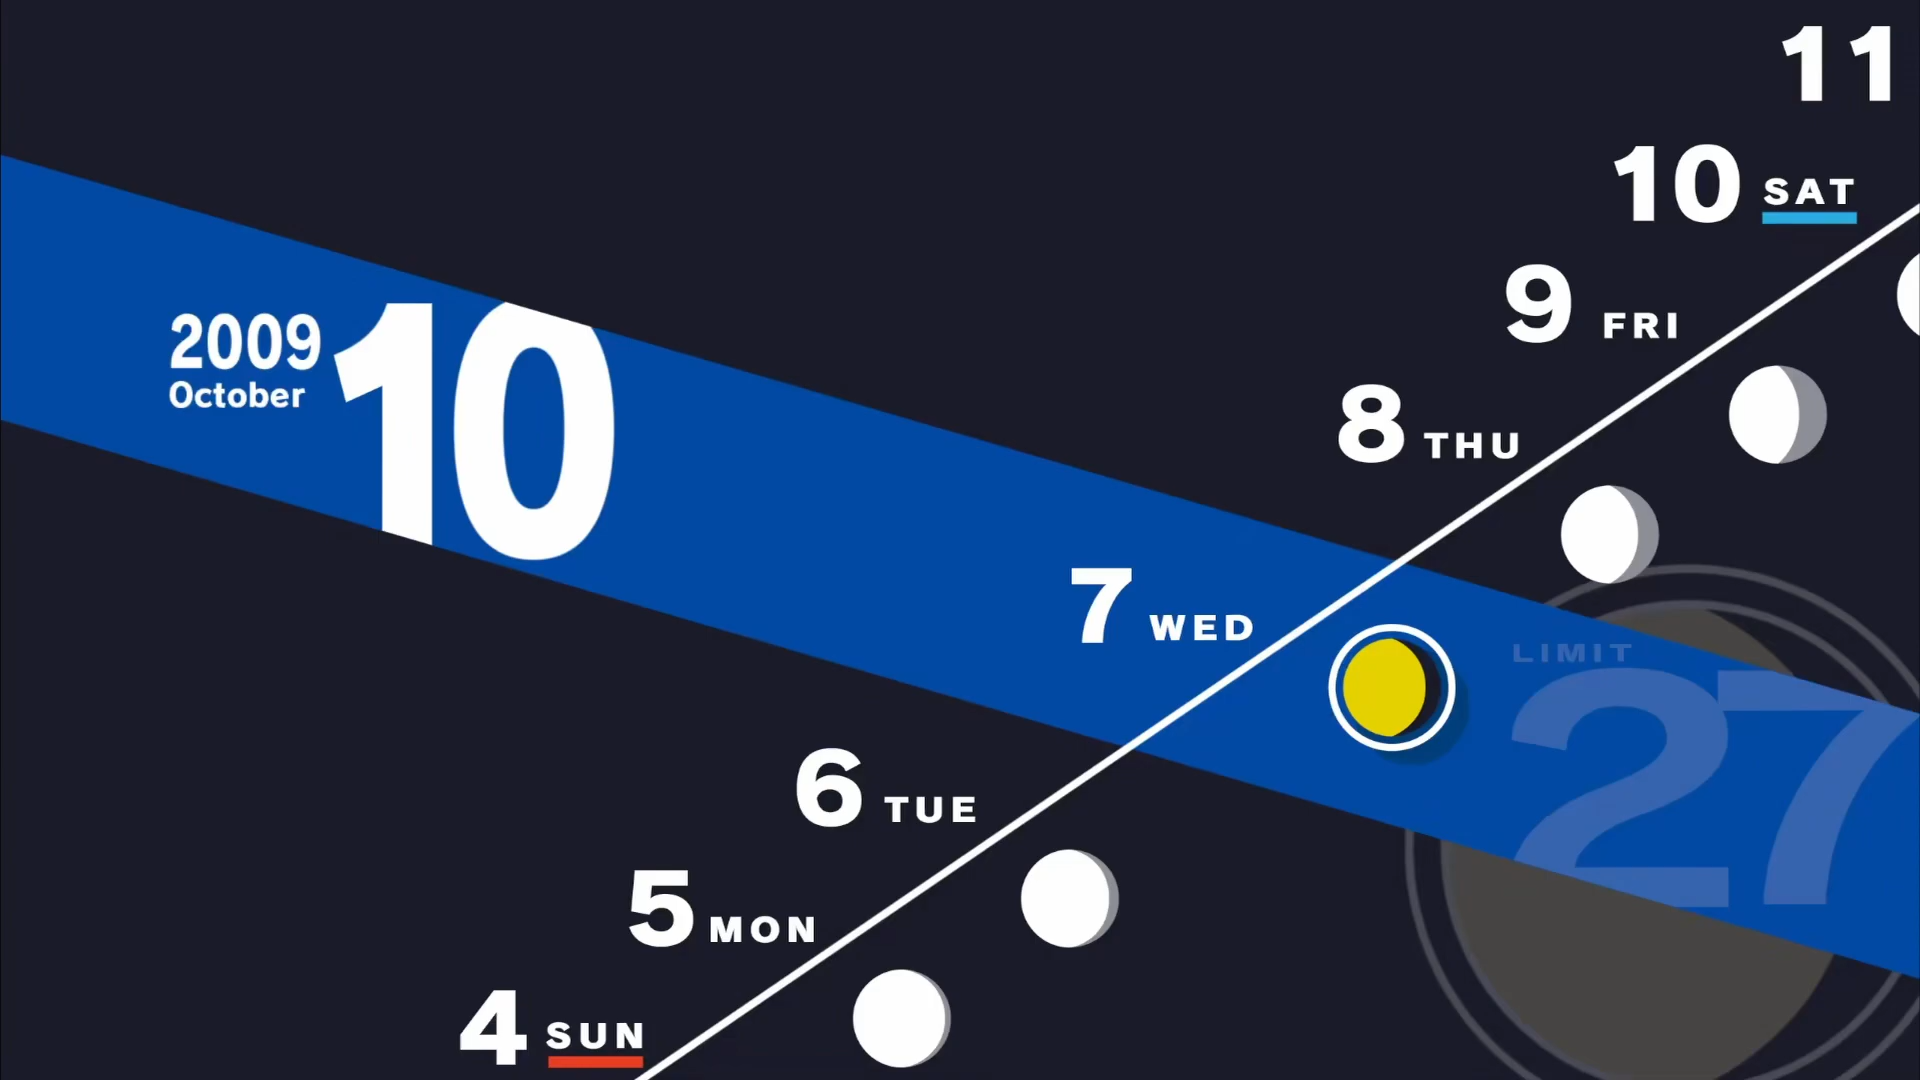 11
10 SAT
9 FRI
8 THU
2009
October
10
7 WED
LIMIT
27
6 TUE
5 MON
4 SUN